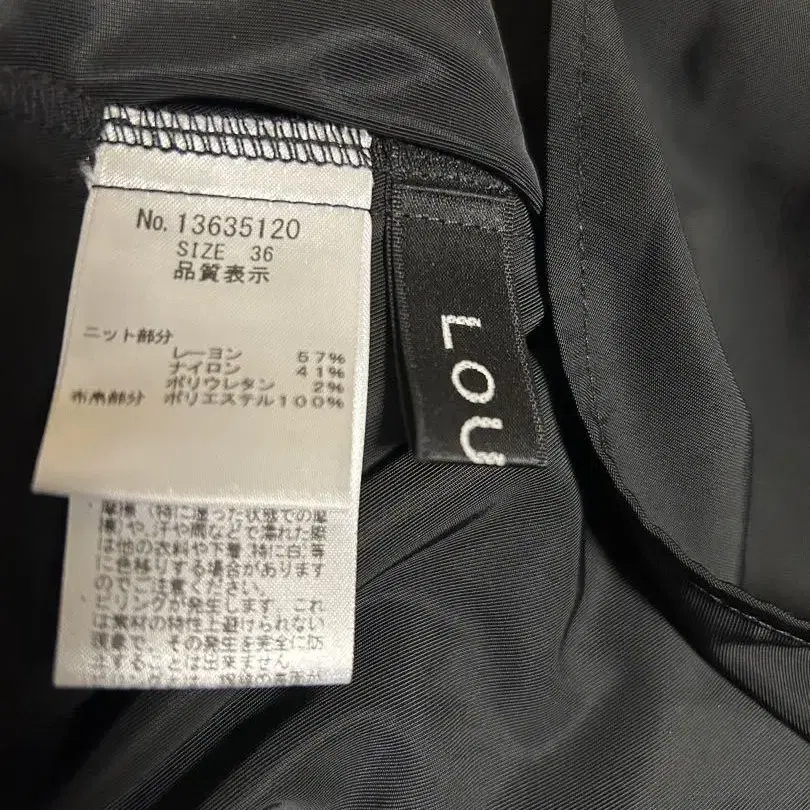 No. 13635120
SIZE 36
品質表示
ニット部分
レーヨン 57%
ナイロン 41%
ポリウレタン 2%
布帛部分 ポリエステル100%
LOU
摩擦（特に湿った状態での摩
擦）や、汗や雨などで濡れた時
は他の衣料や下着（特に白）等
に色移りする場合があります
のでご注意ください。
ピリングが発生します。これ
は素材の特性上避けられない
現象で、その発生を完全に防
止することは出来ません。